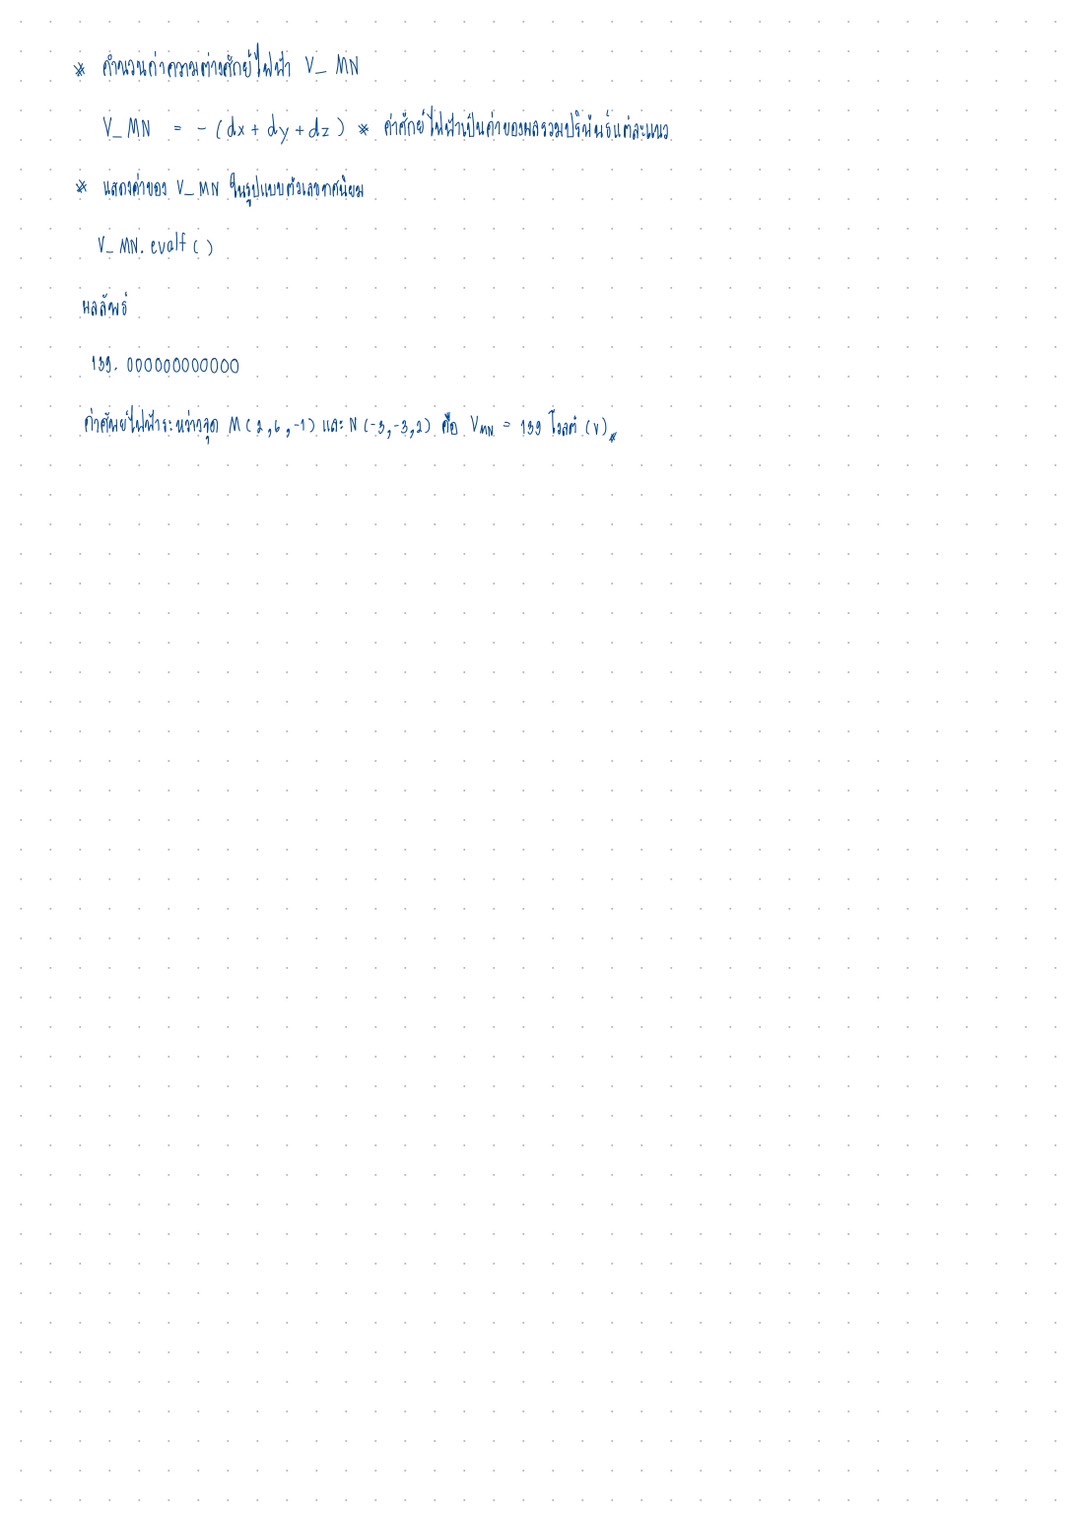 * คำนวนค่าความต่างศักย์ไฟฟ้า V_ MN
V_ MN = - (dx + dy + dz) * ค่าศักย์ไฟฟ้าเป็นค่าของผลรวมปริพันธ์แต่ละแนว
* แสดงค่าของ V_ MN ในรูปแบบตัวเลขทศนิยม
V_ MN. evalf ( )
ผลลัพธ์
139. 000000000000
ค่าศัพย์ไฟฟ้าระหว่างจุด M (2,6,-1) และ N (-3,-3,2) คือ V_MN = 139 โวลต์ (V) *